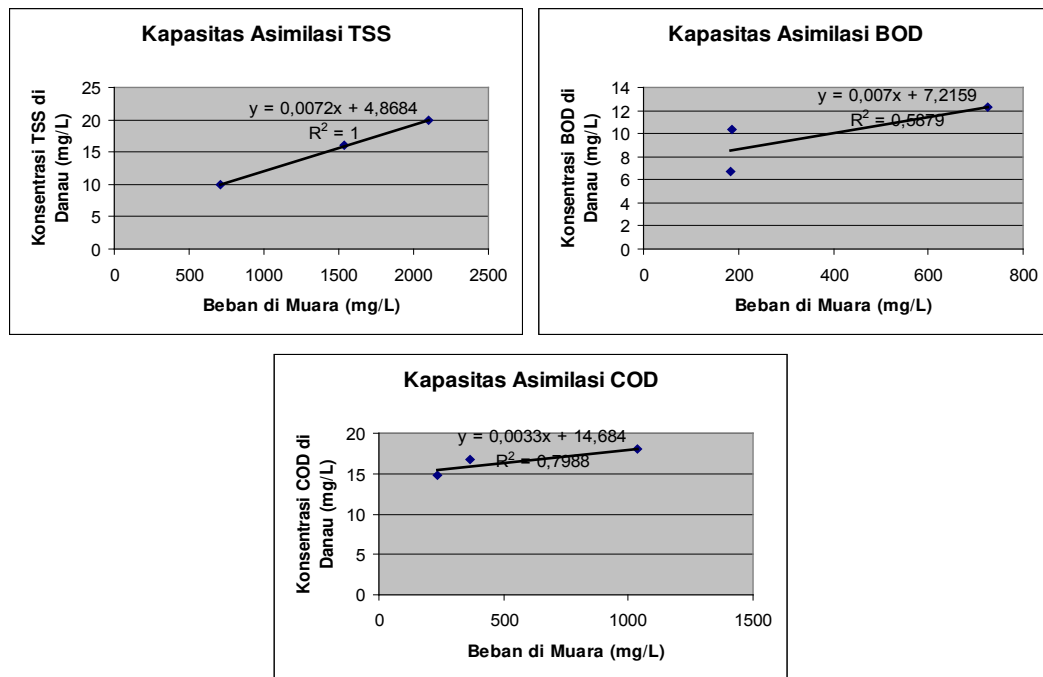 Kapasitas Asimilasi TSS
y = 0,0072x + 4,8684
R² = 1
25
20
15
10
5
0
0 500 1000 1500 2000 2500
Konsentrasi TSS di
Danau (mg/L)
Beban di Muara (mg/L)
Kapasitas Asimilasi BOD
y = 0,007x + 7,2159
R² = 0,5879
14
12
10
8
6
4
2
0
0 200 400 600 800
Konsentrasi BOD di
Danau (mg/L)
Beban di Muara (mg/L)
Kapasitas Asimilasi COD
y = 0,0033x + 14,684
R² = 0,7988
20
15
10
5
0
0 500 1000 1500
Konsentrasi COD di
Danau (mg/L)
Beban di Muara (mg/L)